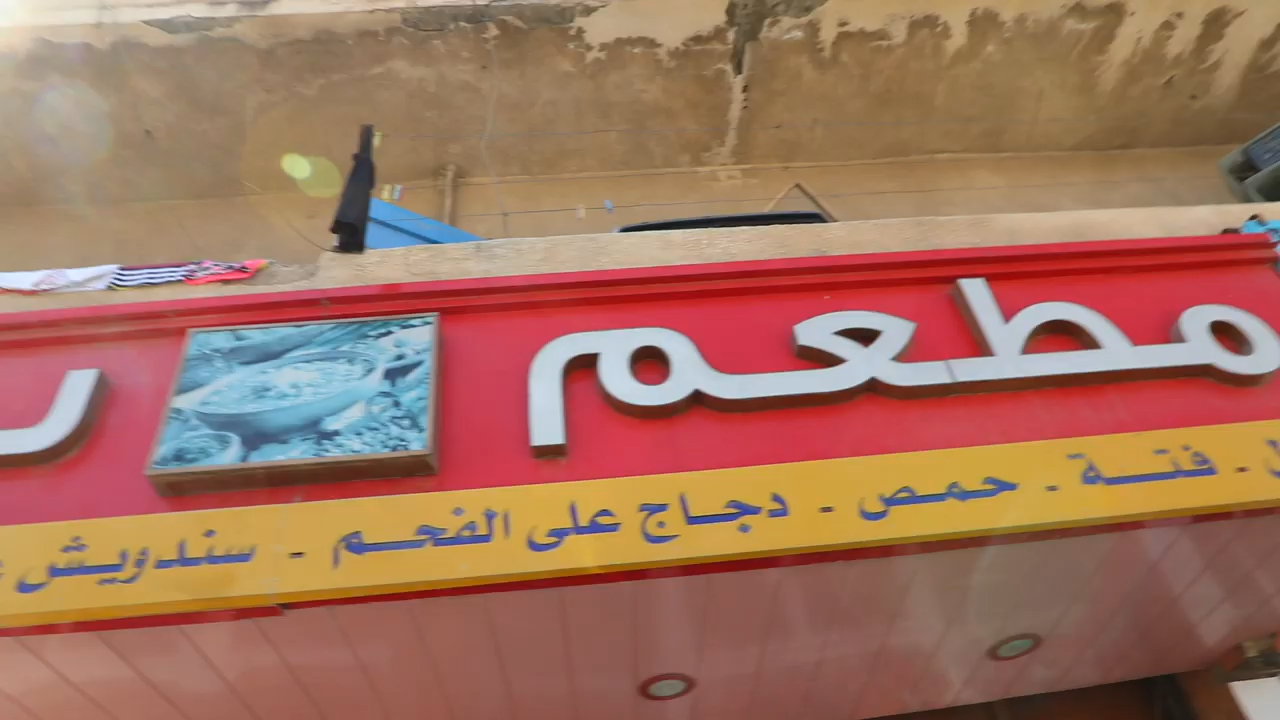 مطعم
فتة - حمص - دجاج على الفحم - سندويش